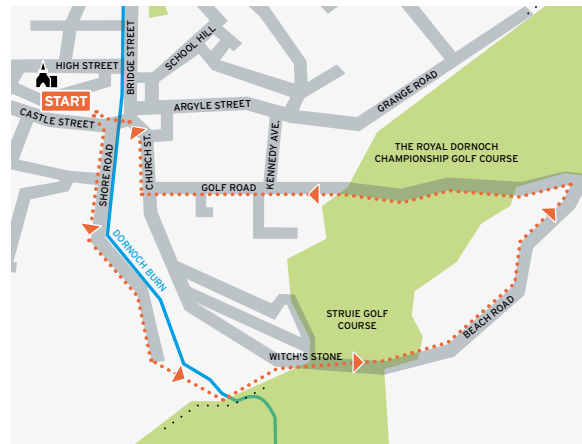 SCHOOL HILL
BRIDGE STREET
HIGH STREET
START
CASTLE STREET
ARGYLE STREET
GRANGE ROAD
KENNEDY AVE.
CHURCH ST.
SHORE ROAD
THE ROYAL DORNOCH
CHAMPIONSHIP GOLF COURSE
GOLF ROAD
DORNOCH BURN
STRUIE GOLF
COURSE
BEACH ROAD
WITCH'S STONE